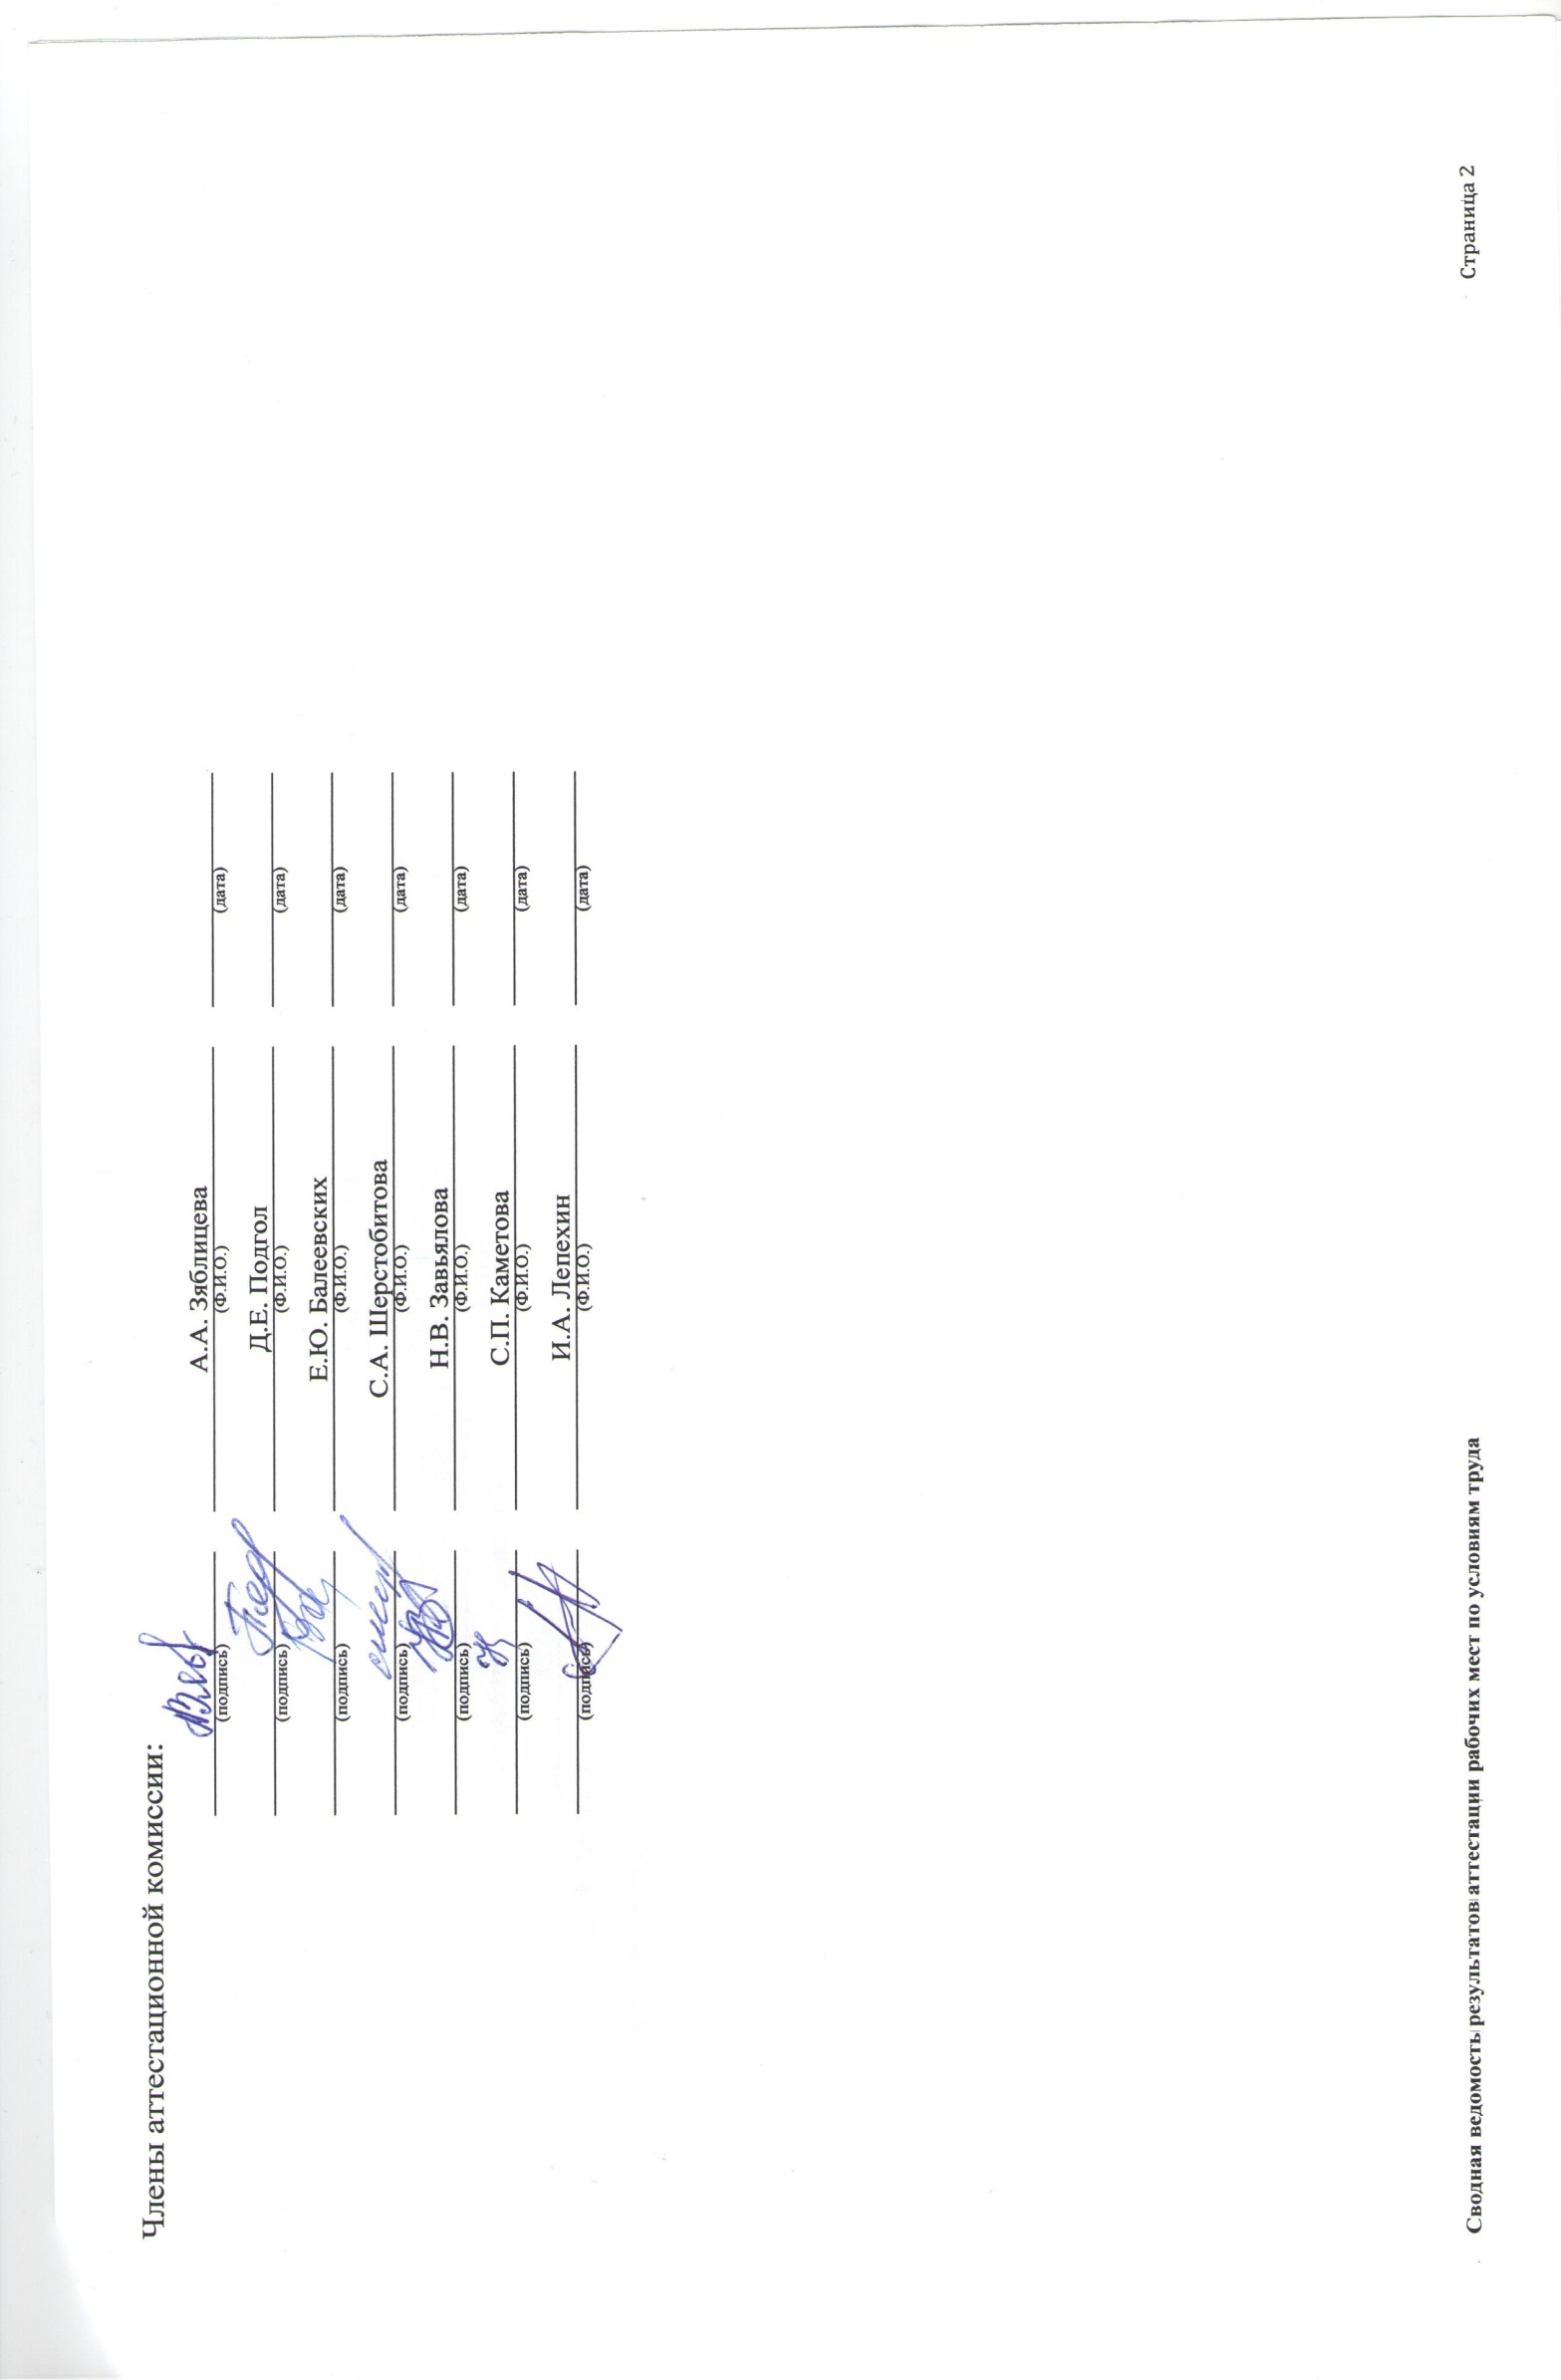 Члены аттестационной комиссии:
А.А. Зяблицева
(подпись) (Ф.И.О.) (дата)
Д.Е. Подгол
(подпись) (Ф.И.О.) (дата)
Е.Ю. Балеевских
(подпись) (Ф.И.О.) (дата)
С.А. Шерстобитова
(подпись) (Ф.И.О.) (дата)
Н.В. Завьялова
(подпись) (Ф.И.О.) (дата)
С.П. Каметова
(подпись) (Ф.И.О.) (дата)
И.А. Лепехин
(подпись) (Ф.И.О.) (дата)
Сводная ведомость результатов аттестации рабочих мест по условиям труда Страница 2